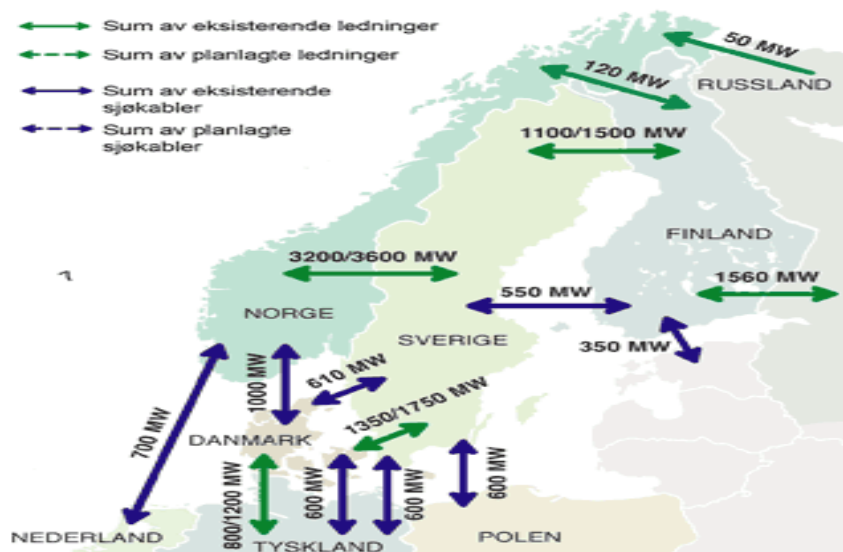 Sum av eksisterende ledninger
Sum av planlagte ledninger
Sum av eksisterende
sjøkabler
Sum av planlagte
sjøkabler
50 MW
120 MW
RUSSLAND
1100/1500 MW
FINLAND
3200/3600 MW
1560 MW
550 MW
NORGE
SVERIGE
350 MW
1000 MW
610 MW
1350/1750 MW
700 MW
DANMARK
800/1200 MW
600 MW
600 MW
600 MW
NEDERLAND
TYSKLAND
POLEN